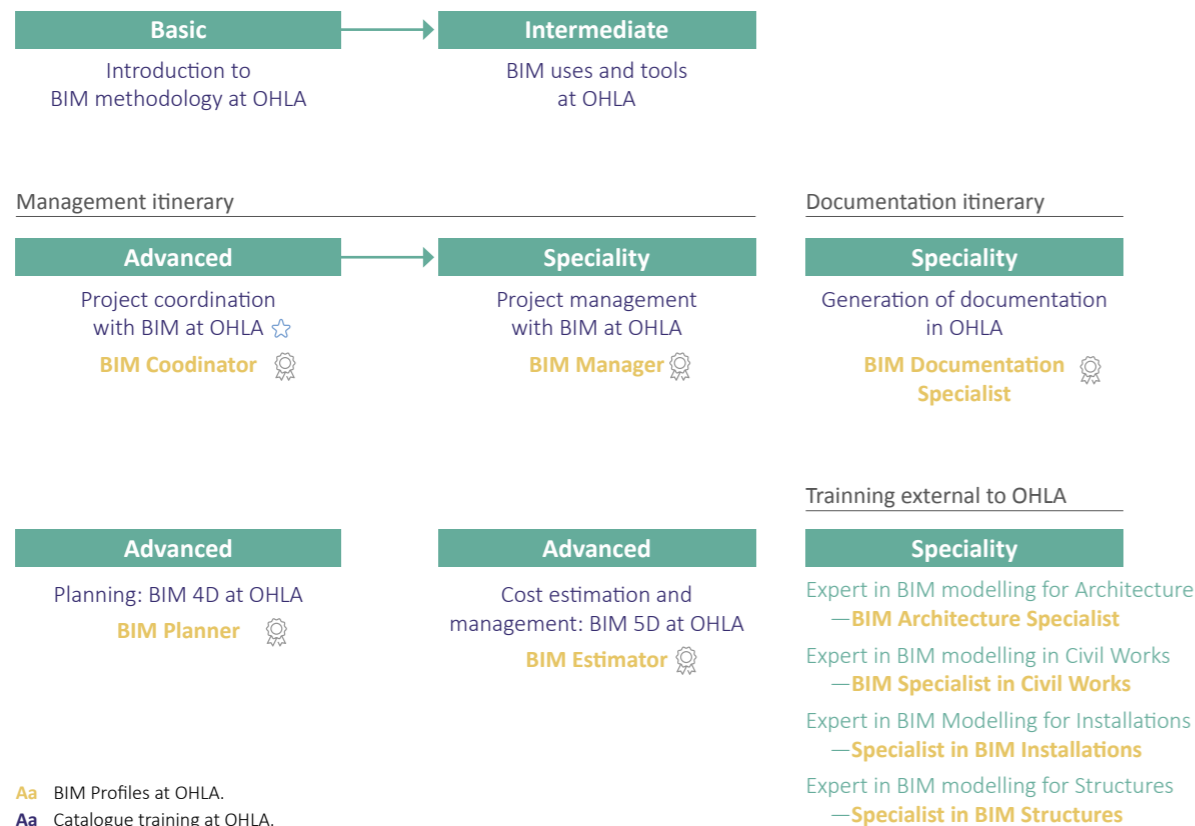 Basic
Intermediate
Introduction to
BIM methodology at OHLA
BIM uses and tools
at OHLA
Management itinerary
Documentation itinerary
Advanced
Speciality
Speciality
Project coordination
with BIM at OHLA
BIM Coodinator
Project management
with BIM at OHLA
BIM Manager
Generation of documentation
in OHLA
BIM Documentation
Specialist
Trainning external to OHLA
Advanced
Advanced
Speciality
Planning: BIM 4D at OHLA
BIM Planner
Cost estimation and
management: BIM 5D at OHLA
BIM Estimator
Expert in BIM modelling for Architecture
—BIM Architecture Specialist
Expert in BIM modelling in Civil Works
—BIM Specialist in Civil Works
Expert in BIM Modelling for Installations
—Specialist in BIM Installations
Expert in BIM modelling for Structures
—Specialist in BIM Structures
Aa BIM Profiles at OHLA.
Aa Catalogue training at OHLA.